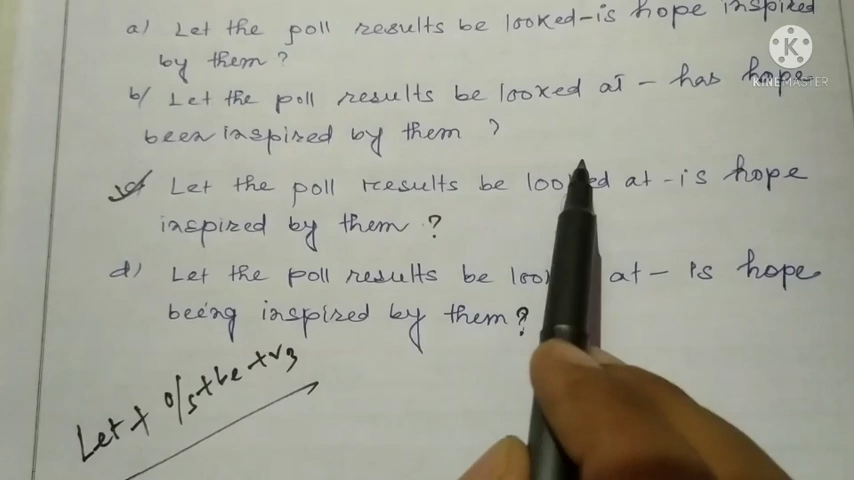 a) Let the poll results be looked-is hope inspired
by them?
b) Let the poll results be looked at - has hope
been inspired by them ?
c) Let the poll results be looked at - is hope
inspired by them ?
d) Let the poll results be looked at - is hope
being inspired by them?
Let + o/s + be + v3
K
KINEMASTER